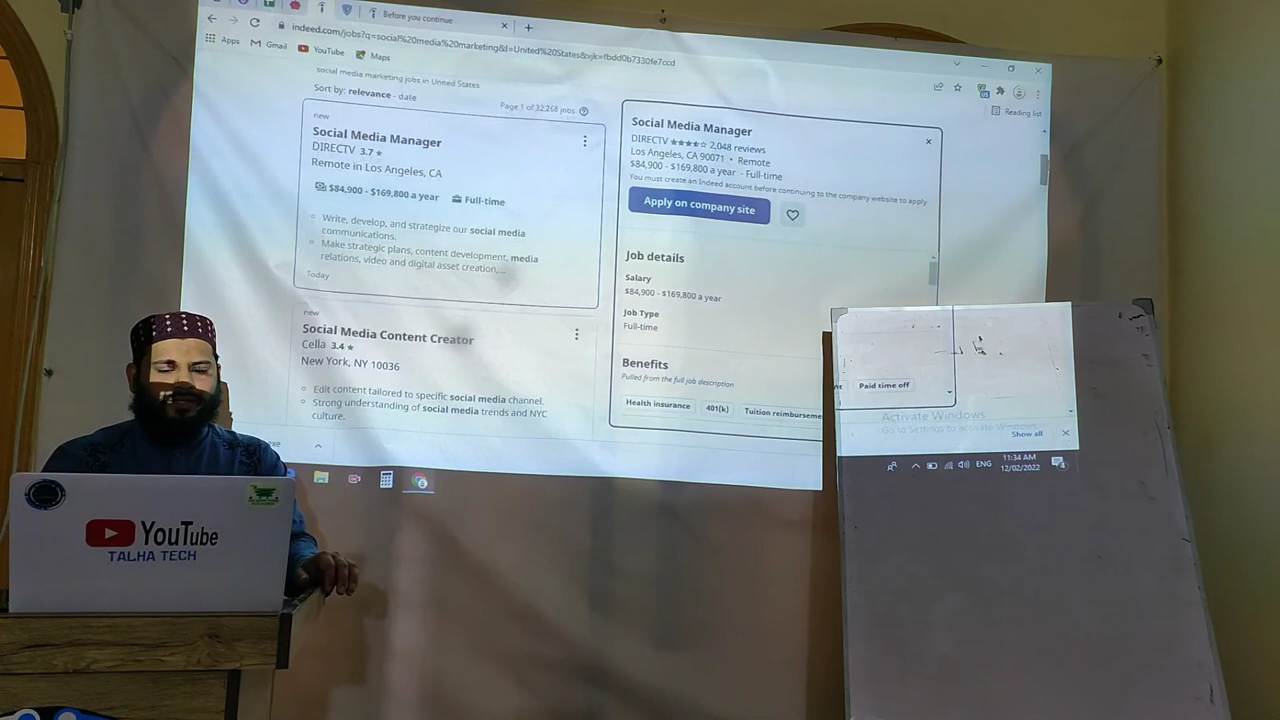 Before you continue
indeed.com/jobs?q=social%20media%20marketing&l=United%20States&vjk=fbdd0b7330fe7ccd
Apps Gmail YouTube Maps
Reading list
social media marketing jobs in United States
Sort by: relevance - date
Page 1 of 32,268 jobs
new
Social Media Manager
DIRECTV 3.7
Remote in Los Angeles, CA
$84,900 - $169,800 a year Full-time
Write, develop, and strategize our social media
communications.
Make strategic plans, content development, media
relations, video and digital asset creation,...
Today
new
Social Media Content Creator
Cella 3.4
New York, NY 10036
Edit content tailored to specific social media channel.
Strong understanding of social media trends and NYC
culture.
Social Media Manager
DIRECTV 2,048 reviews
Los Angeles, CA 90071 • Remote
$84,900 - $169,800 a year - Full-time
You must create an Indeed account before continuing to the company website to apply
Apply on company site
Job details
Salary
$84,900 - $169,800 a year
Job Type
Full-time
Benefits
Pulled from the full job description
Health insurance 401(k) Tuition reimburseme
Paid time off
Activate Windows
Go to Settings to activate Windows.
Show all
ENG
11:34 AM
12/02/2022
YouTube
TALHA TECH